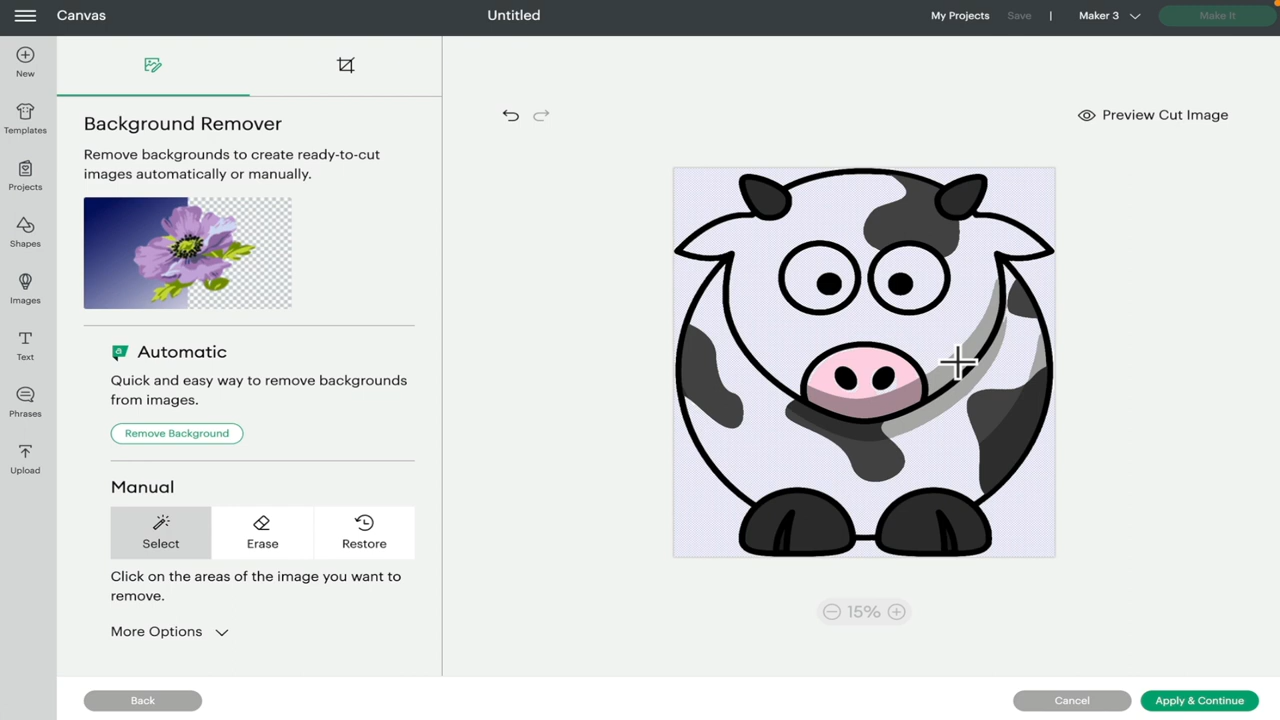 Canvas
Untitled
My Projects
Save
|
Maker 3
Make It
New
Templates
Projects
Shapes
Images
Text
Phrases
Upload
Background Remover
Remove backgrounds to create ready-to-cut
images automatically or manually.
Automatic
Quick and easy way to remove backgrounds
from images.
Remove Background
Manual
Select
Erase
Restore
Click on the areas of the image you want to
remove.
More Options
Preview Cut Image
15%
Back
Cancel
Apply & Continue